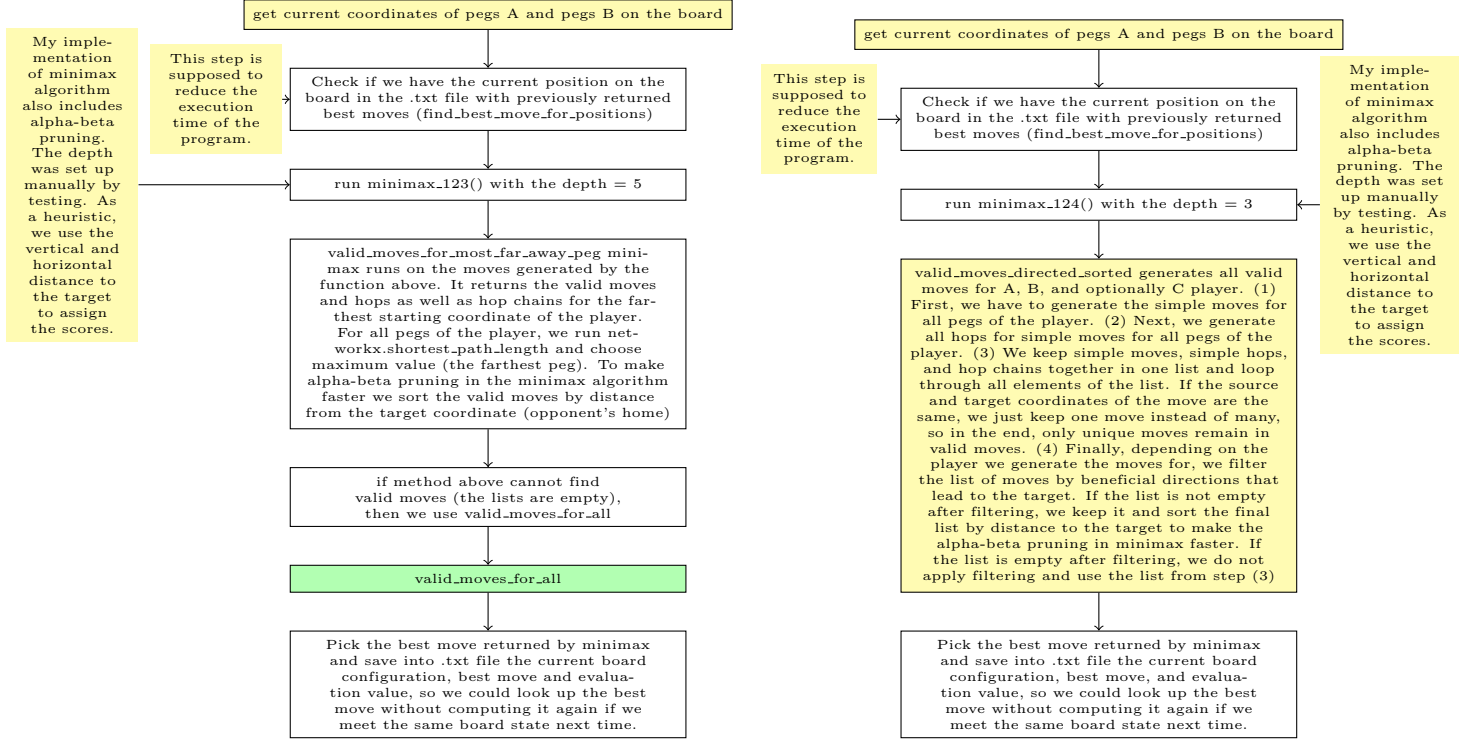 get current coordinates of pegs A and pegs B on the board
My imple-
mentation
of minimax
algorithm
also includes
alpha-beta
pruning.
The depth
was set up
manually by
testing. As
a heuristic,
we use the
vertical and
horizontal
distance to
the target
to assign
the scores.
This step is
supposed to
reduce the
execution
time of the
program.
Check if we have the current position on the
board in the .txt file with previously returned
best moves (find_best_move_for_positions)
run minimax_123() with the depth = 5
valid_moves_for_most_far_away_peg mini-
max runs on the moves generated by the
function above. It returns the valid moves
and hops as well as hop chains for the far-
thest starting coordinate of the player.
For all pegs of the player, we run net-
workx.shortest_path_length and choose
maximum value (the farthest peg). To make
alpha-beta pruning in the minimax algorithm
faster we sort the valid moves by distance
from the target coordinate (opponent's home)
if method above cannot find
valid moves (the lists are empty),
then we use valid_moves_for_all
valid_moves_for_all
Pick the best move returned by minimax
and save into .txt file the current board
configuration, best move and evalua-
tion value, so we could look up the best
move without computing it again if we
meet the same board state next time.
get current coordinates of pegs A and pegs B on the board
This step is
supposed to
reduce the
execution
time of the
program.
Check if we have the current position on the
board in the .txt file with previously returned
best moves (find_best_move_for_positions)
My imple-
mentation
of minimax
algorithm
also includes
alpha-beta
pruning. The
depth was set
up manually
by testing. As
a heuristic,
we use the
vertical and
horizontal
distance to
the target
to assign
the scores.
run minimax_124() with the depth = 3
valid_moves_directed_sorted generates all valid
moves for A, B, and optionally C player. (1)
First, we have to generate the simple moves for
all pegs of the player. (2) Next, we generate
all hops for simple moves for all pegs of the
player. (3) We keep simple moves, simple hops,
and hop chains together in one list and loop
through all elements of the list. If the source
and target coordinates of the move are the
same, we just keep one move instead of many,
so in the end, only unique moves remain in
valid moves. (4) Finally, depending on the
player we generate the moves for, we filter
the list of moves by beneficial directions that
lead to the target. If the list is not empty
after filtering, we keep it and sort the final
list by distance to the target to make the
alpha-beta pruning in minimax faster. If
the list is empty after filtering, we do not
apply filtering and use the list from step (3)
Pick the best move returned by minimax
and save into .txt file the current board
configuration, best move, and evalua-
tion value, so we could look up the best
move without computing it again if we
meet the same board state next time.